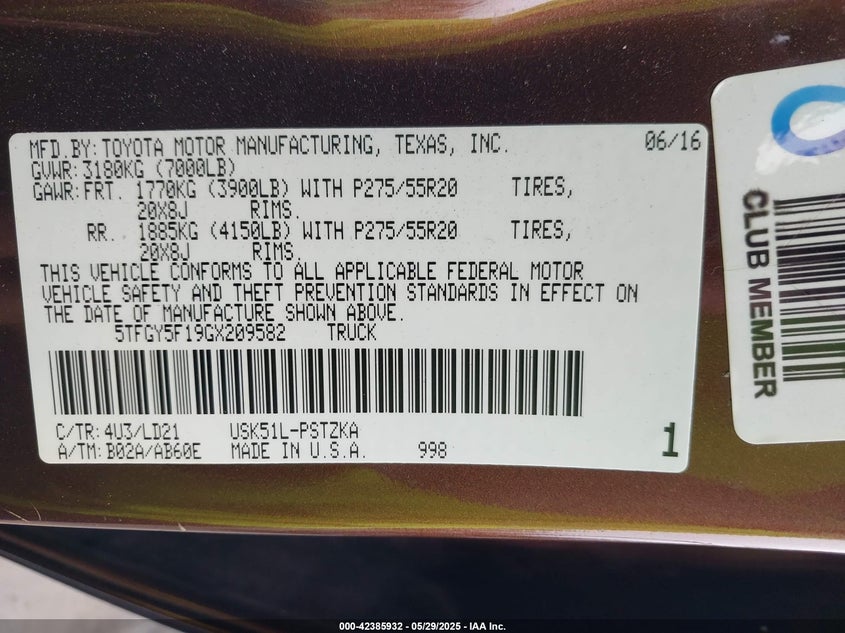 MFD.BY:TOYOTA MOTOR MANUFACTURING, TEXAS, INC. 06/16
GVWR:3180KG (7000LB)
GAWR:FRT. 1770KG (3900LB) WITH P275/55R20 TIRES,
20X8J RIMS.
RR. 1885KG (4150LB) WITH P275/55R20 TIRES,
20X8J RIMS.
THIS VEHICLE CONFORMS TO ALL APPLICABLE FEDERAL MOTOR
VEHICLE SAFETY AND THEFT PREVENTION STANDARDS IN EFFECT ON
THE DATE OF MANUFACTURE SHOWN ABOVE.
5TFGY5F19GX209582 TRUCK
C/TR:4U3/LD21 USK51L-PSTZKA
A/TM:B02A/AB60E MADE IN U.S.A. 998 1
CLUB MEMBER
000-42385932 - 05/29/2025 - IAA Inc.